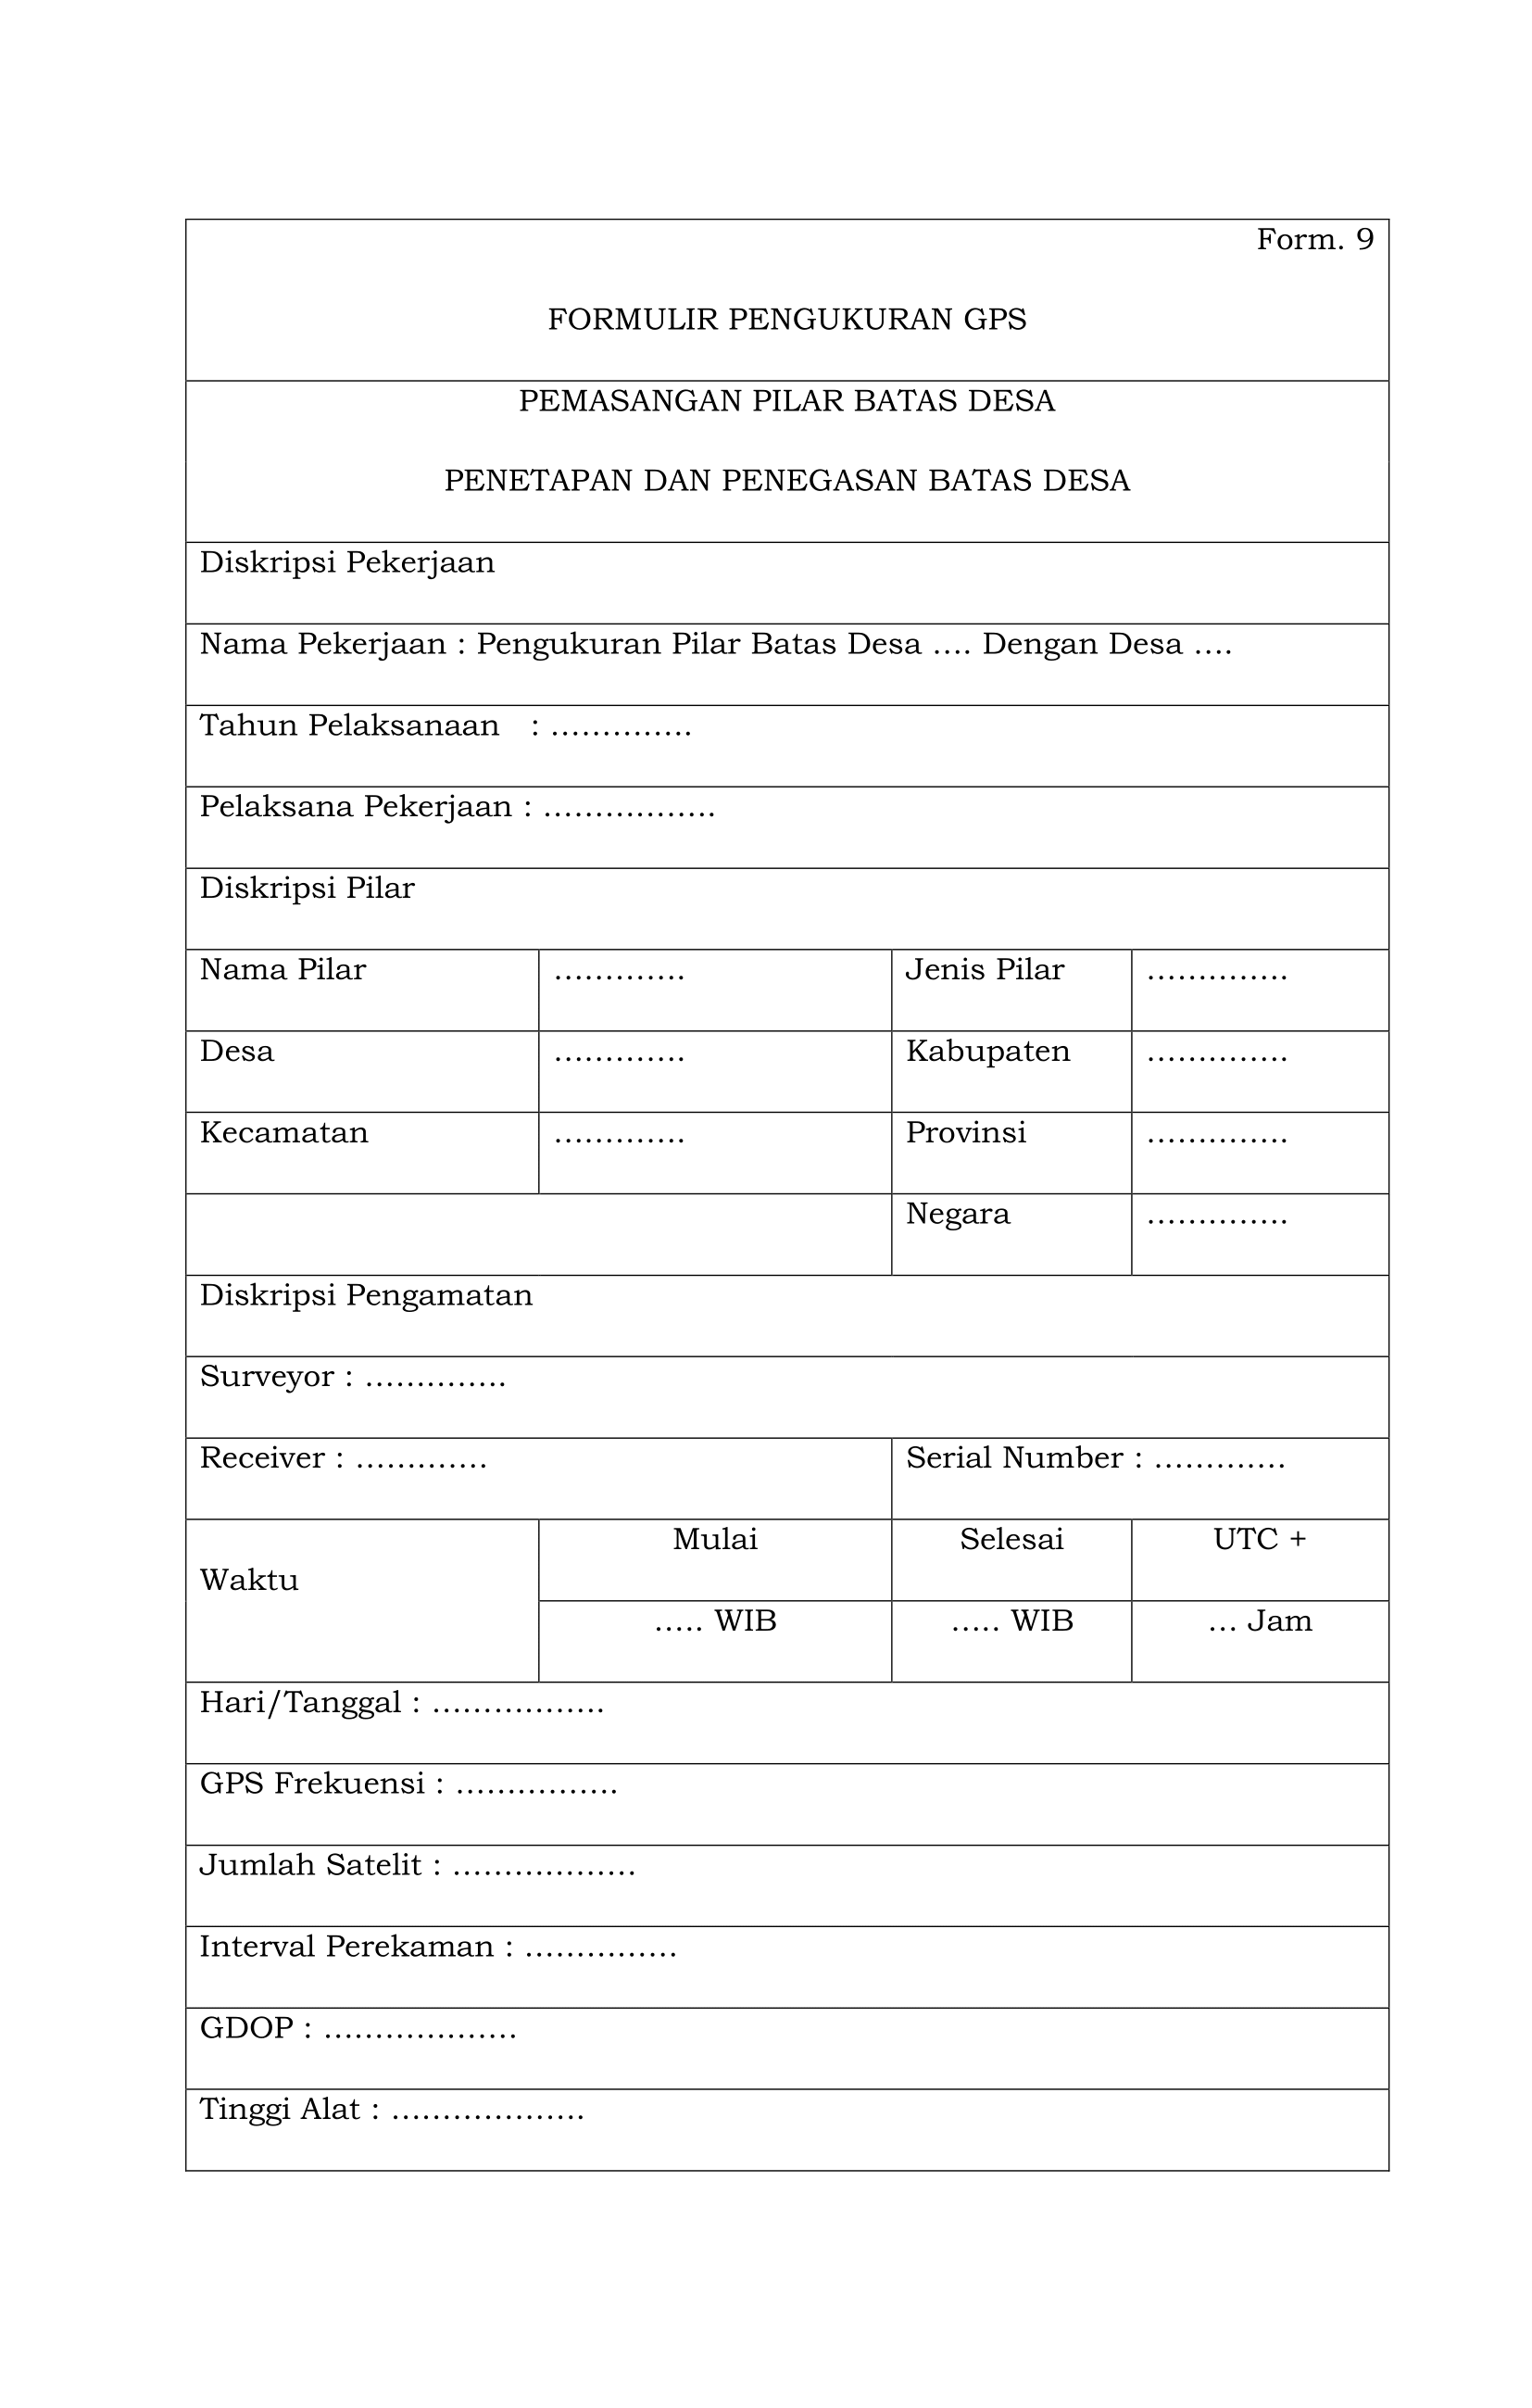 Form. 9
FORMULIR PENGUKURAN GPS
PEMASANGAN PILAR BATAS DESA
PENETAPAN DAN PENEGASAN BATAS DESA
Diskripsi Pekerjaan
Nama Pekerjaan : Pengukuran Pilar Batas Desa …. Dengan Desa ….
Tahun Pelaksanaan : …………..
Pelaksana Pekerjaan : ……………..
Diskripsi Pilar
Nama Pilar …………. Jenis Pilar …………..
Desa …………. Kabupaten …………..
Kecamatan …………. Provinsi …………..
Negara …………..
Diskripsi Pengamatan
Surveyor : …………..
Receiver : …………. Serial Number : ………….
Waktu Mulai Selesai UTC +
….. WIB ….. WIB … Jam
Hari/Tanggal : ……………..
GPS Frekuensi : …………….
Jumlah Satelit : ………………
Interval Perekaman : ……………
GDOP : ……………….
Tinggi Alat : ……………….